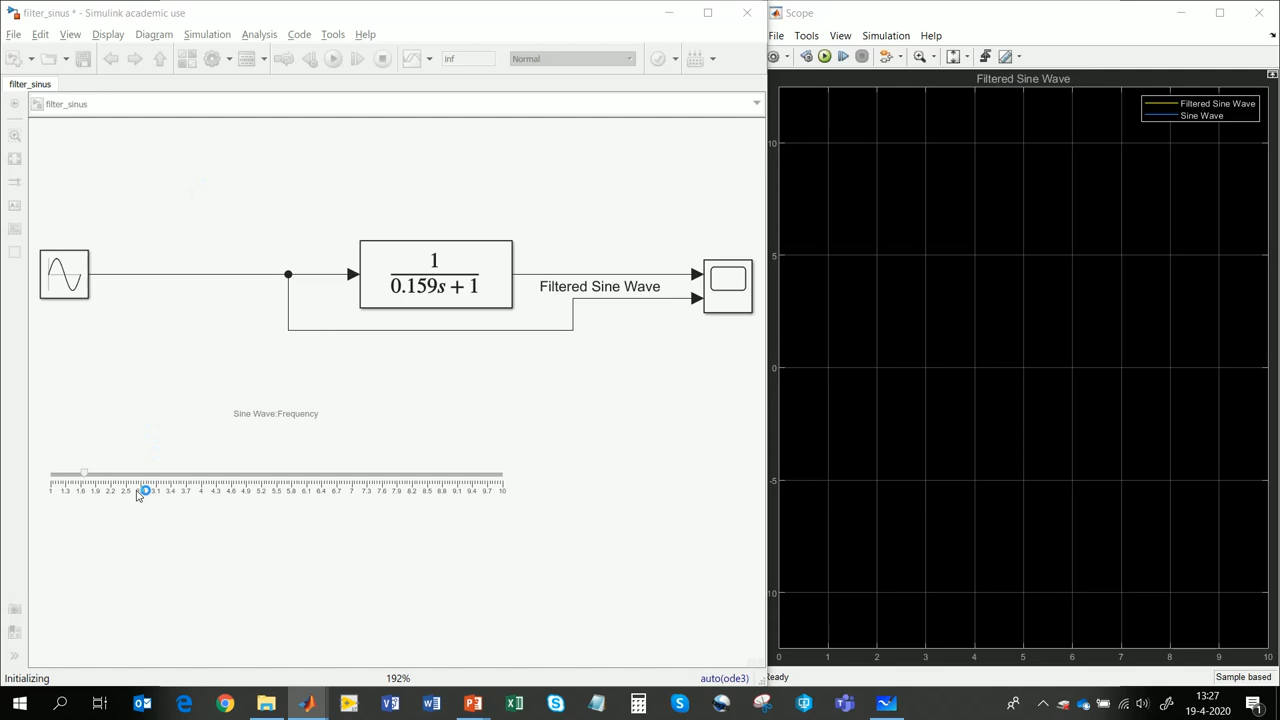 filter_sinus * - Simulink academic use
File Edit View Display Diagram Simulation Analysis Code Tools Help
inf Normal
filter_sinus
filter_sinus
1
0.159s + 1
Filtered Sine Wave
Sine Wave:Frequency
1 1.3 1.6 1.9 2.2 2.5 3.1 3.4 3.7 4 4.3 4.6 4.9 5.2 5.5 5.8 6.1 6.4 6.7 7 7.3 7.6 7.9 8.2 8.5 8.8 9.1 9.4 9.7 10
Initializing 192% auto(ode3)
Scope
File Tools View Simulation Help
Filtered Sine Wave
Filtered Sine Wave
Sine Wave
10
5
0
-5
10
0 1 2 3 4 5 6 7 8 9 10
eady Sample based
13:27
19-4-2020